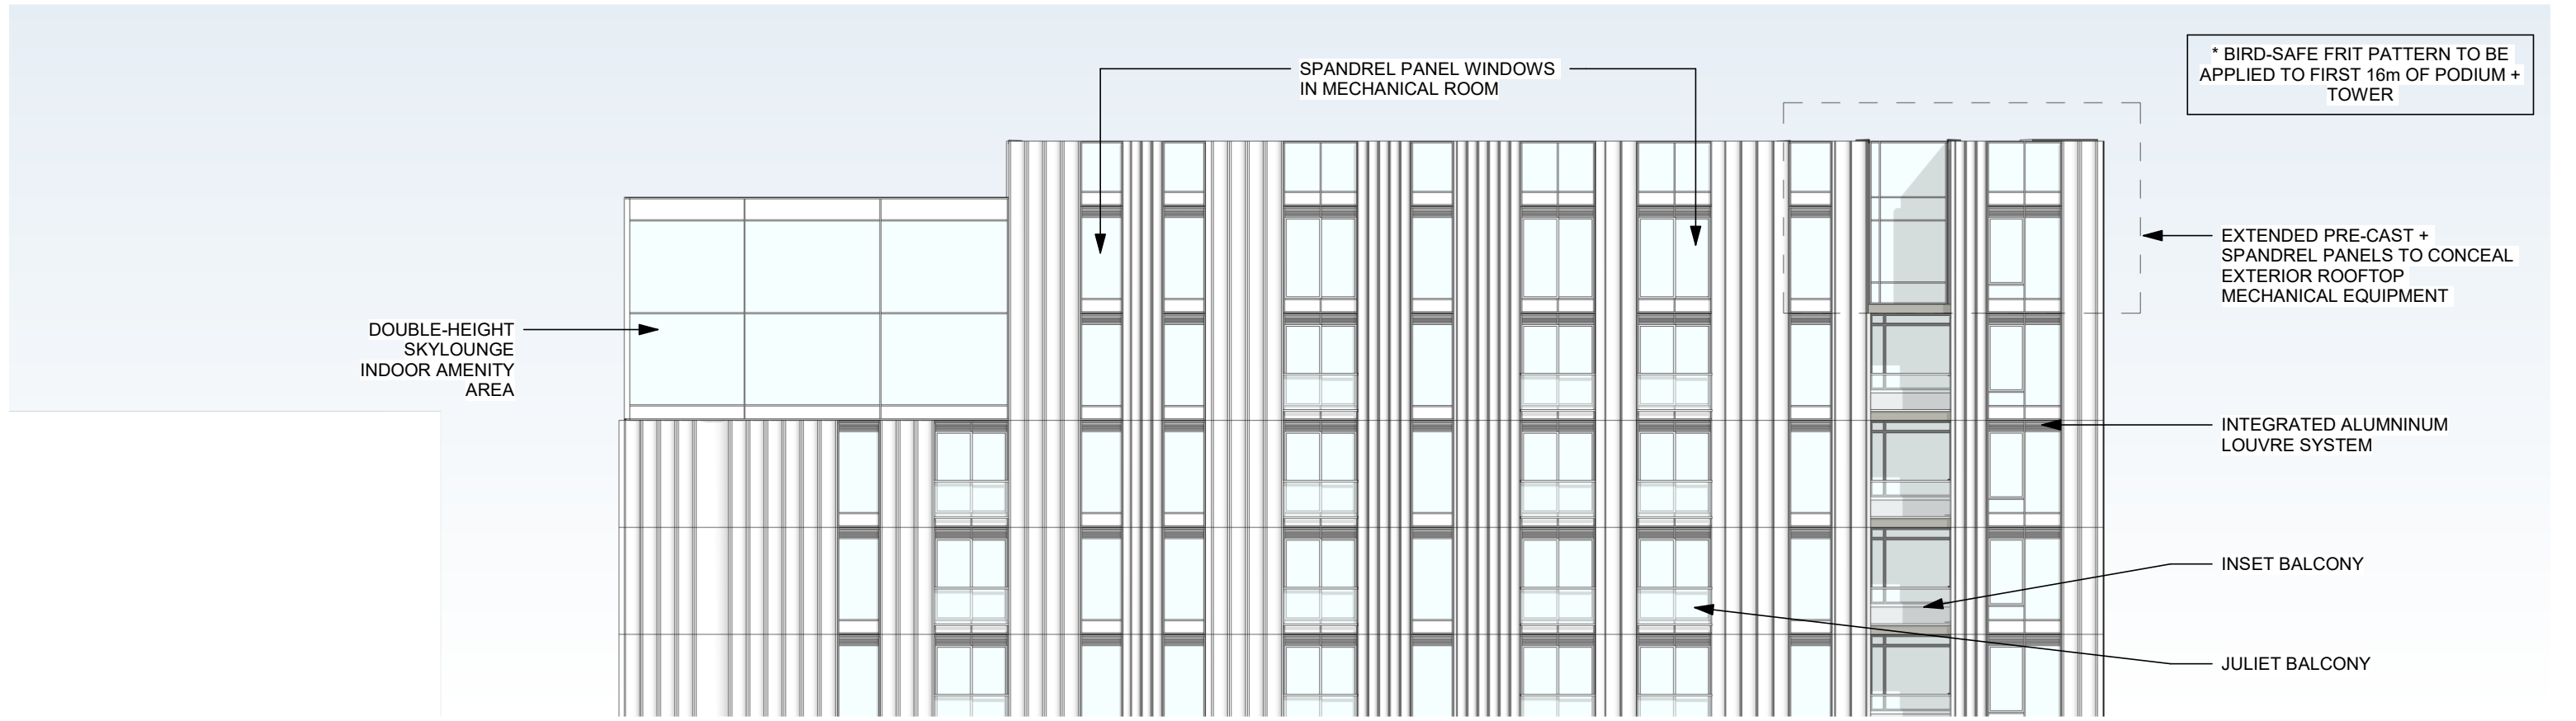 * BIRD-SAFE FRIT PATTERN TO BE
APPLIED TO FIRST 16m OF PODIUM +
TOWER
SPANDREL PANEL WINDOWS
IN MECHANICAL ROOM
EXTENDED PRE-CAST +
SPANDREL PANELS TO CONCEAL
EXTERIOR ROOFTOP
MECHANICAL EQUIPMENT
DOUBLE-HEIGHT
SKYLOUNGE
INDOOR AMENITY
AREA
INTEGRATED ALUMNINUM
LOUVRE SYSTEM
INSET BALCONY
JULIET BALCONY